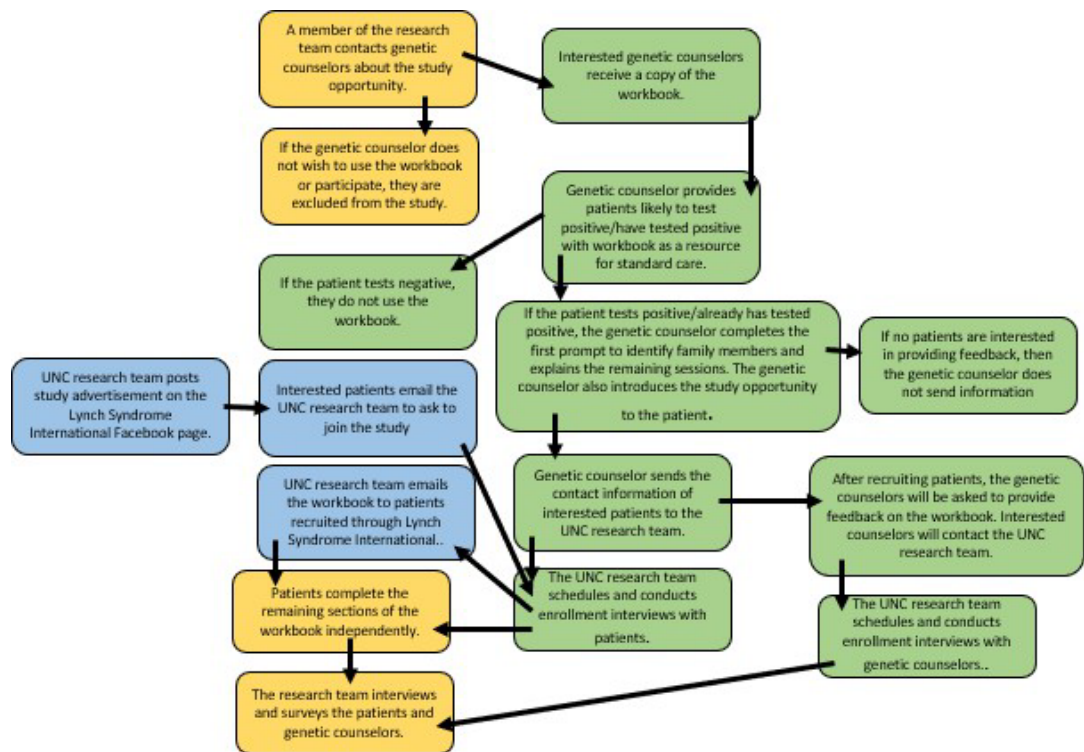 A member of the research
team contacts genetic
counselors about the study
opportunity.
Interested genetic counselors
receive a copy of the
workbook.
If the genetic counselor does
not wish to use the workbook
or participate, they are
excluded from the study.
Genetic counselor provides
patients likely to test
positive/have tested positive
with workbook as a resource
for standard care.
If the patient tests negative,
they do not use the
workbook.
If the patient tests positive/already has tested
positive, the genetic counselor completes the
first prompt to identify family members and
explains the remaining sessions. The genetic
counselor also introduces the study opportunity
to the patient.
If no patients are interested
in providing feedback, then
the genetic counselor does
not send information
UNC research team posts
study advertisement on the
Lynch Syndrome
International Facebook page.
Interested patients email the
UNC research team to ask to
join the study
UNC research team emails
the workbook to patients
recruited through Lynch
Syndrome International..
Genetic counselor sends the
contact information of
interested patients to the
UNC research team.
After recruiting patients, the genetic
counselors will be asked to provide
feedback on the workbook. Interested
counselors will contact the UNC
research team.
Patients complete the
remaining sections of the
workbook independently.
The UNC research team
schedules and conducts
enrollment interviews with
patients.
The UNC research team
schedules and conducts
enrollment interviews with
genetic counselors..
The research team interviews
and surveys the patients and
genetic counselors.